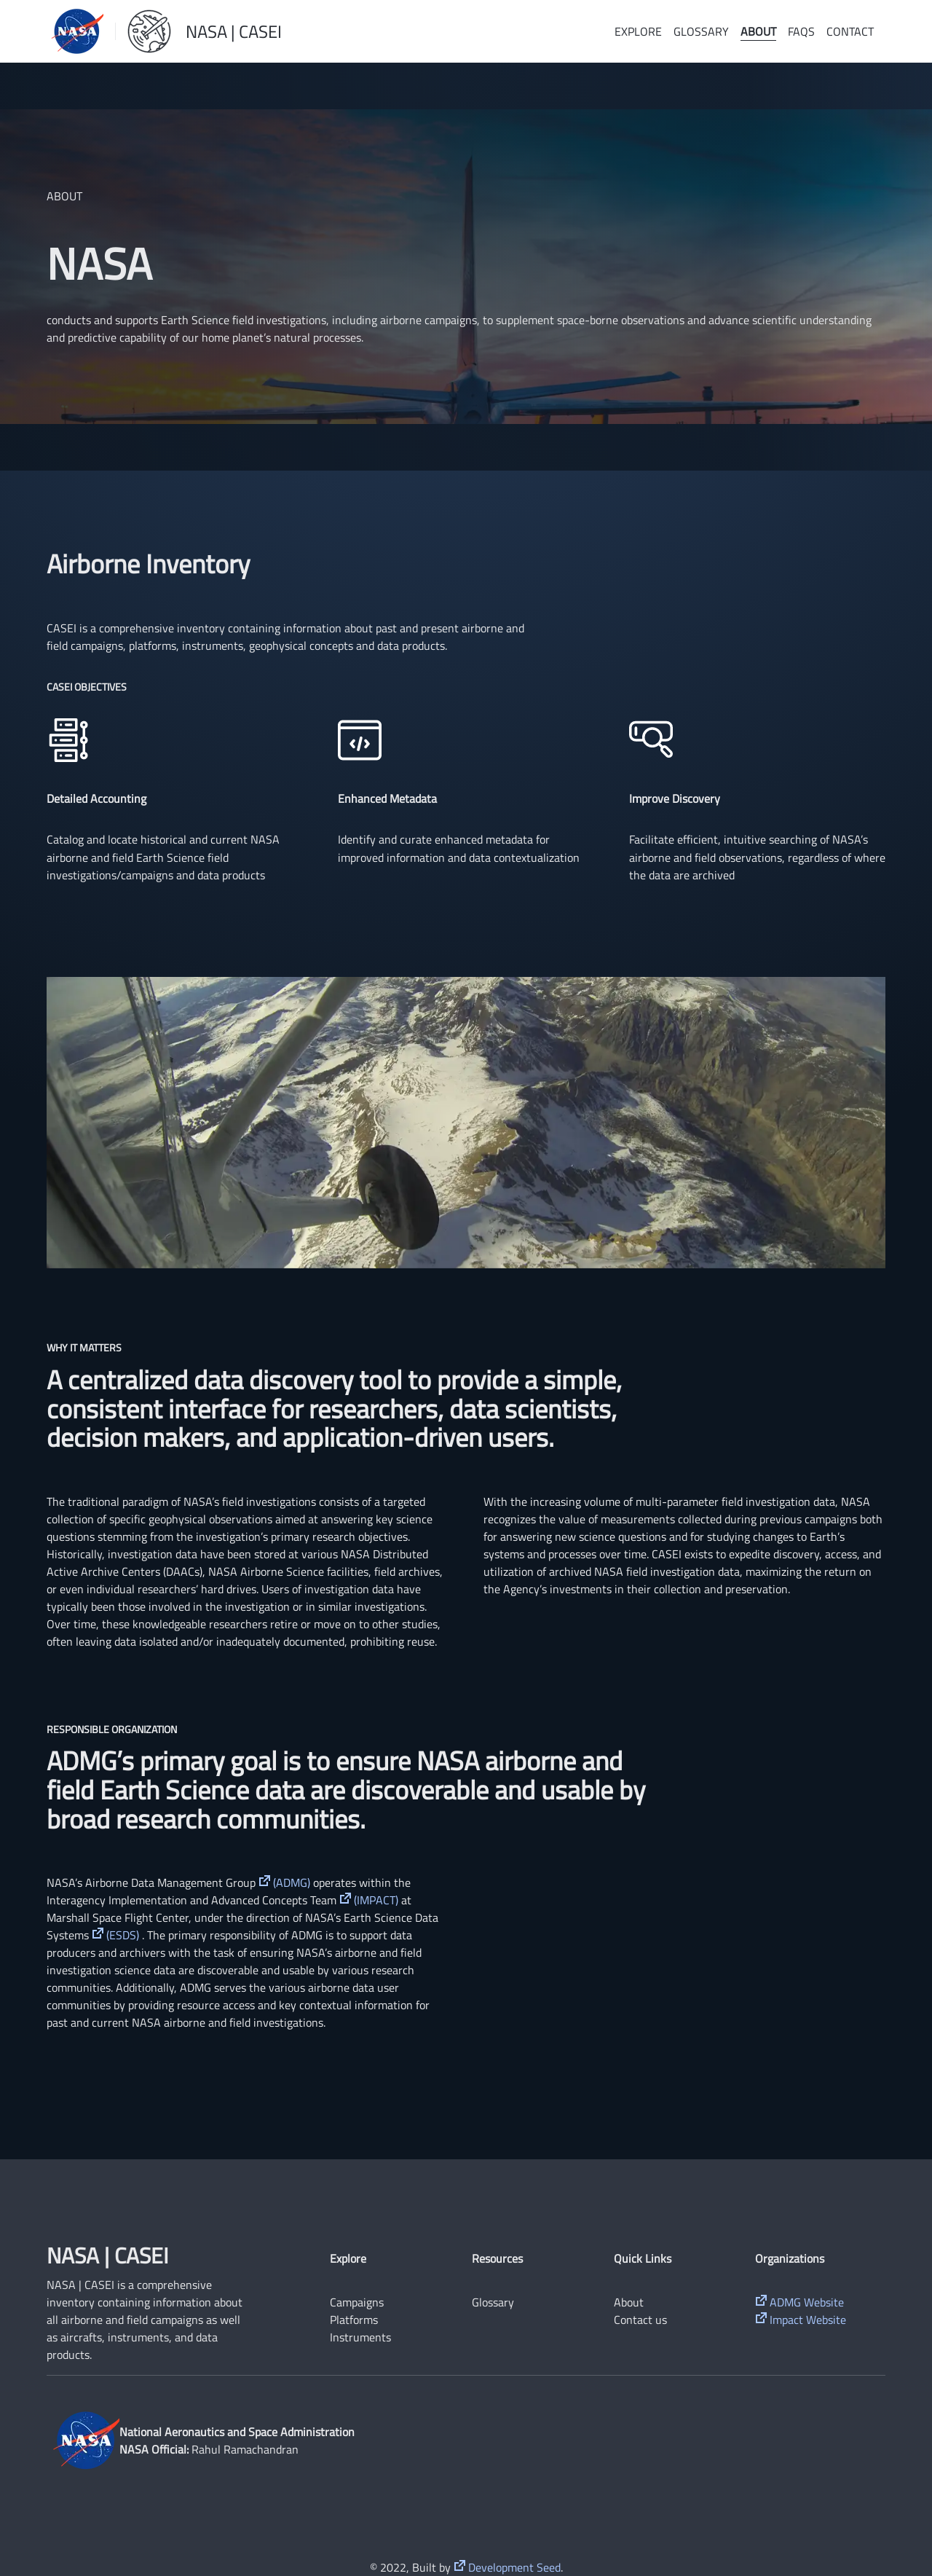 NASA
NASA | CASEI
EXPLORE GLOSSARY ABOUT FAQS CONTACT
ABOUT
NASA
conducts and supports Earth Science field investigations, including airborne campaigns, to supplement space-borne observations and advance scientific understanding
and predictive capability of our home planet’s natural processes.
Airborne Inventory
CASEI is a comprehensive inventory containing information about past and present airborne and
field campaigns, platforms, instruments, geophysical concepts and data products.
CASEI OBJECTIVES
Detailed Accounting
Catalog and locate historical and current NASA
airborne and field Earth Science field
investigations/campaigns and data products
Enhanced Metadata
Identify and curate enhanced metadata for
improved information and data contextualization
Improve Discovery
Facilitate efficient, intuitive searching of NASA’s
airborne and field observations, regardless of where
the data are archived
WHY IT MATTERS
A centralized data discovery tool to provide a simple,
consistent interface for researchers, data scientists,
decision makers, and application-driven users.
The traditional paradigm of NASA’s field investigations consists of a targeted
collection of specific geophysical observations aimed at answering key science
questions stemming from the investigation’s primary research objectives.
Historically, investigation data have been stored at various NASA Distributed
Active Archive Centers (DAACs), NASA Airborne Science facilities, field archives,
or even individual researchers’ hard drives. Users of investigation data have
typically been those involved in the investigation or in similar investigations.
Over time, these knowledgeable researchers retire or move on to other studies,
often leaving data isolated and/or inadequately documented, prohibiting reuse.
With the increasing volume of multi-parameter field investigation data, NASA
recognizes the value of measurements collected during previous campaigns both
for answering new science questions and for studying changes to Earth’s
systems and processes over time. CASEI exists to expedite discovery, access, and
utilization of archived NASA field investigation data, maximizing the return on
the Agency’s investments in their collection and preservation.
RESPONSIBLE ORGANIZATION
ADMG’s primary goal is to ensure NASA airborne and
field Earth Science data are discoverable and usable by
broad research communities.
NASA’s Airborne Data Management Group (ADMG) operates within the
Interagency Implementation and Advanced Concepts Team (IMPACT) at
Marshall Space Flight Center, under the direction of NASA’s Earth Science Data
Systems (ESDS) . The primary responsibility of ADMG is to support data
producers and archivers with the task of ensuring NASA’s airborne and field
investigation science data are discoverable and usable by various research
communities. Additionally, ADMG serves the various airborne data user
communities by providing resource access and key contextual information for
past and current NASA airborne and field investigations.
NASA | CASEI
NASA | CASEI is a comprehensive
inventory containing information about
all airborne and field campaigns as well
as aircrafts, instruments, and data
products.
Explore
Campaigns
Platforms
Instruments
Resources
Glossary
Quick Links
About
Contact us
Organizations
ADMG Website
Impact Website
NASA
National Aeronautics and Space Administration
NASA Official: Rahul Ramachandran
© 2022, Built by Development Seed.